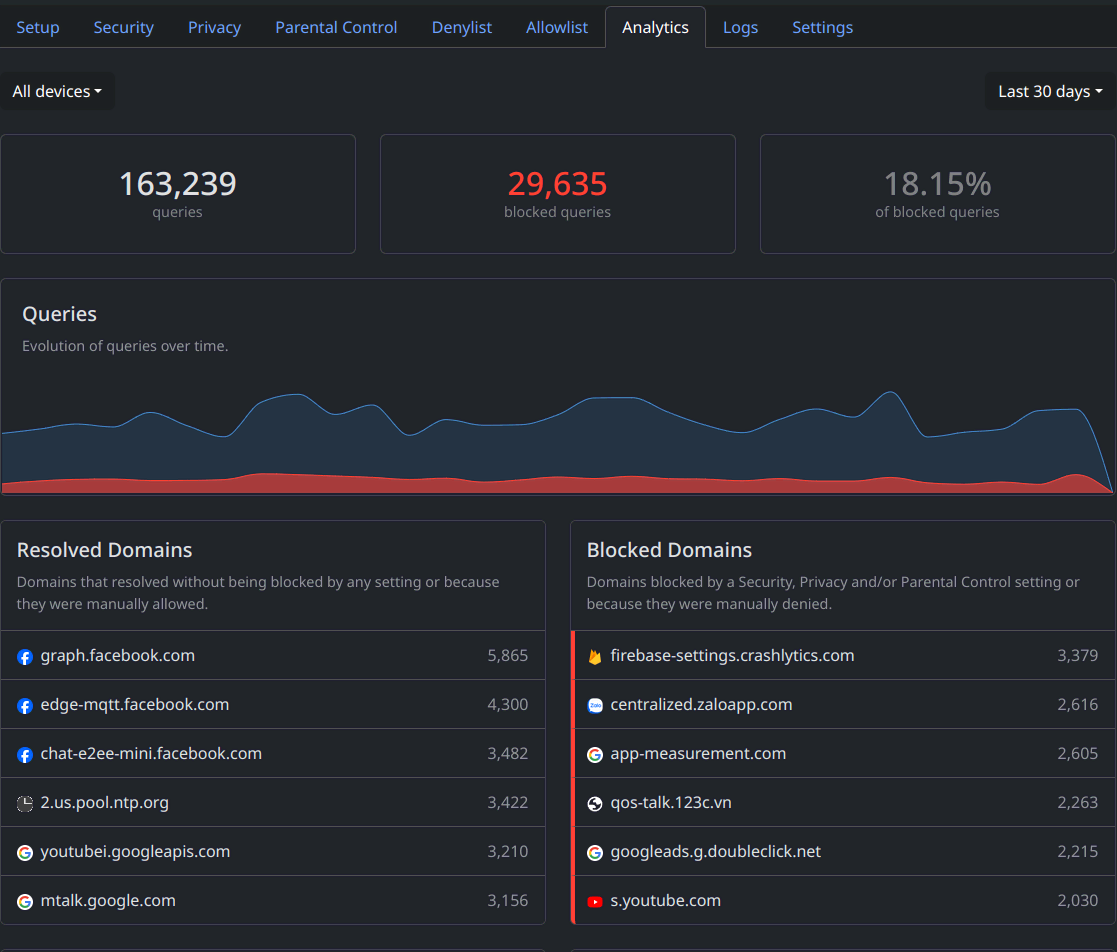 Setup Security Privacy Parental Control Denylist Allowlist Analytics Logs Settings
All devices
Last 30 days
163,239
queries
29,635
blocked queries
18.15%
of blocked queries
Queries
Evolution of queries over time.
Resolved Domains
Domains that resolved without being blocked by any setting or because
they were manually allowed.
graph.facebook.com 5,865
edge-mqtt.facebook.com 4,300
chat-e2ee-mini.facebook.com 3,482
2.us.pool.ntp.org 3,422
youtubei.googleapis.com 3,210
mtalk.google.com 3,156
Blocked Domains
Domains blocked by a Security, Privacy and/or Parental Control setting or
because they were manually denied.
firebase-settings.crashlytics.com 3,379
Zalo centralized.zaloapp.com 2,616
app-measurement.com 2,605
qos-talk.123c.vn 2,263
googleads.g.doubleclick.net 2,215
s.youtube.com 2,030